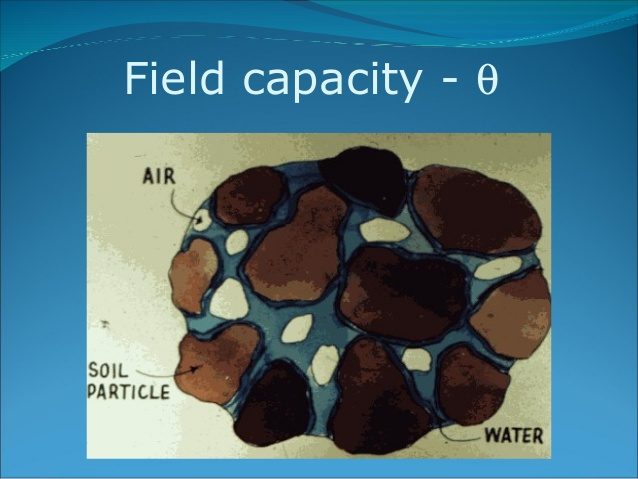 Field capacity - θ
AIR
SOIL
PARTICLE
WATER